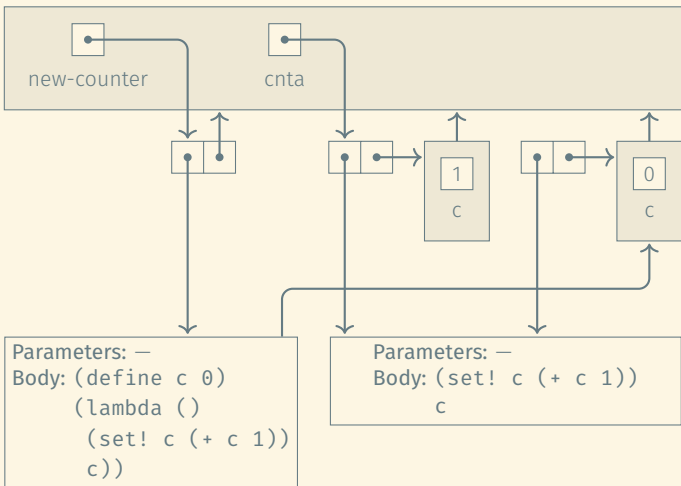 new-counter
cnta
1
c
0
c
Parameters: —
Body: (define c 0)
(lambda ()
(set! c (+ c 1))
c))
Parameters: —
Body: (set! c (+ c 1))
c